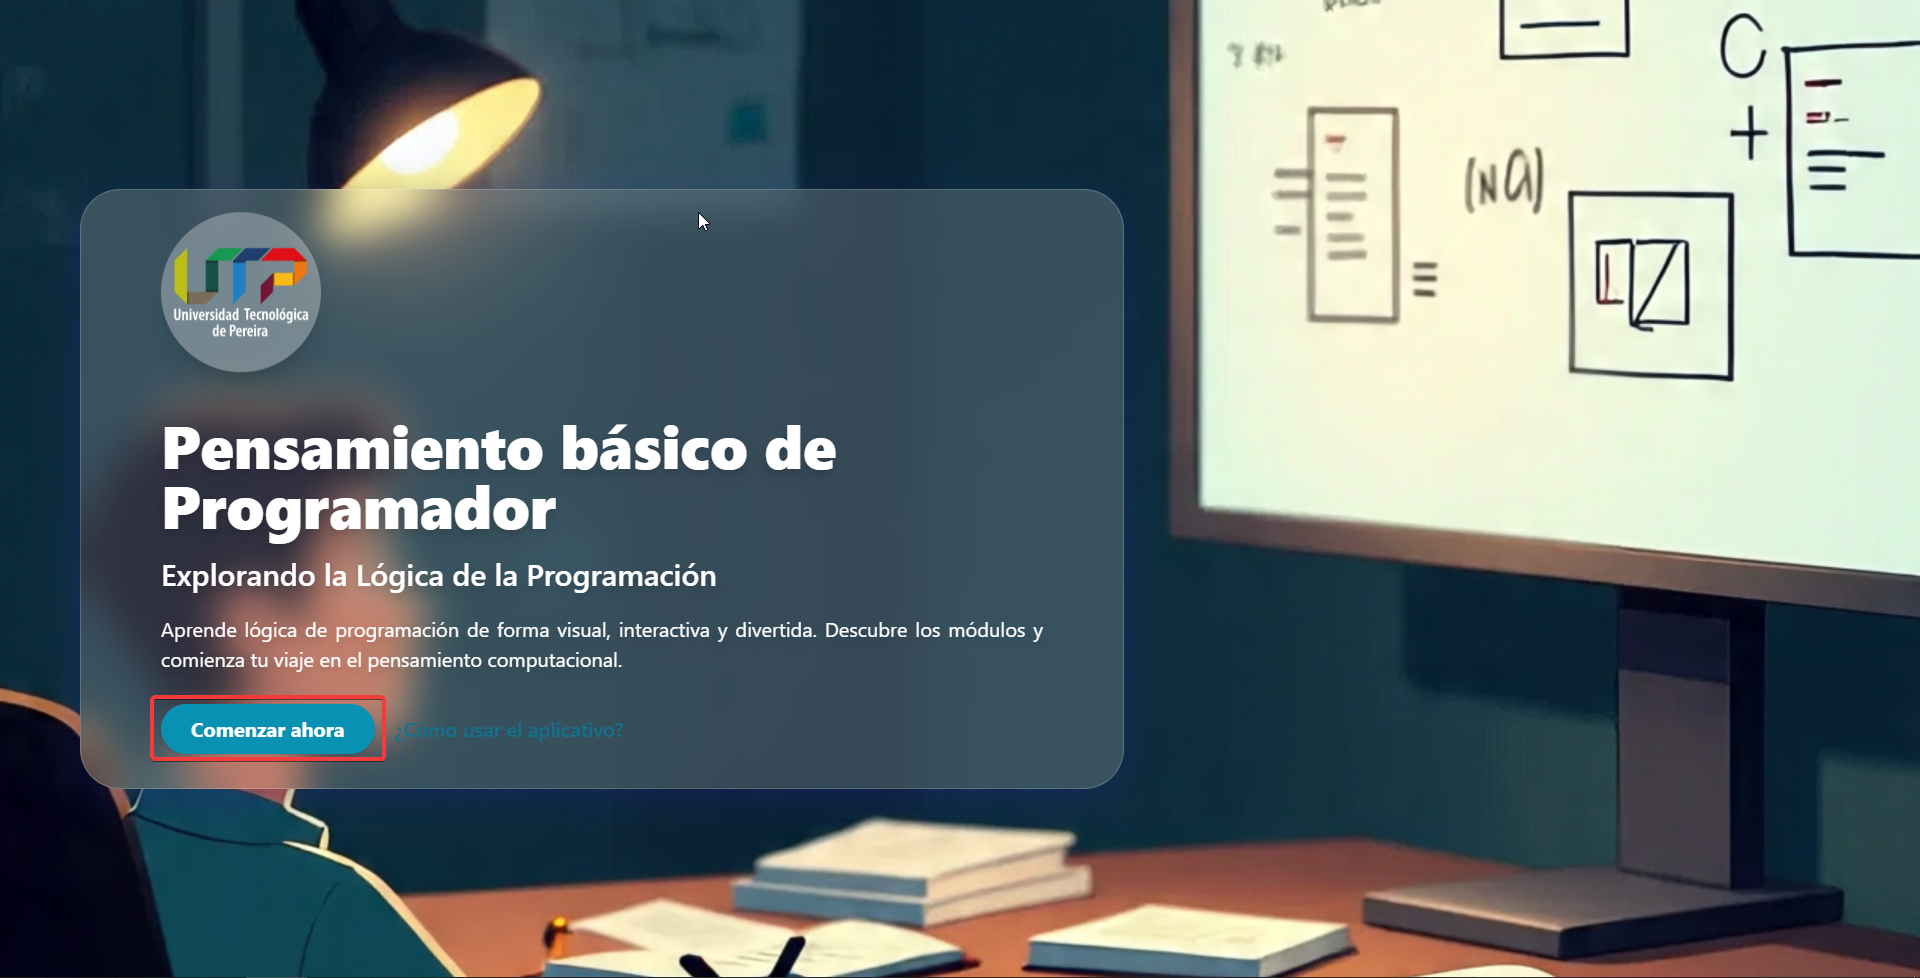 UTP
Universidad Tecnológica
de Pereira
Pensamiento básico de
Programador
Explorando la Lógica de la Programación
Aprende lógica de programación de forma visual, interactiva y divertida. Descubre los módulos y
comienza tu viaje en el pensamiento computacional.
Comenzar ahora
¿Cómo usar el aplicativo?
C
+
(NA)